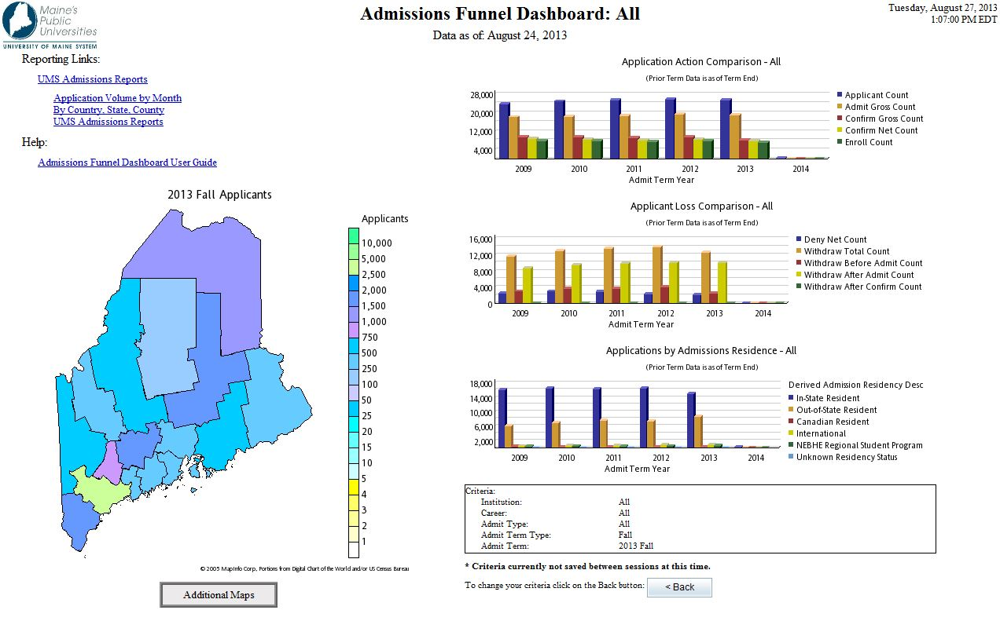 Maine's
Public
Universities
UNIVERSITY OF MAINE SYSTEM
Admissions Funnel Dashboard: All
Data as of: August 24, 2013
Tuesday, August 27, 2013
1:07:00 PM EDT
Reporting Links:
UMS Admissions Reports
Application Volume by Month
By Country, State, County
UMS Admissions Reports
Help:
Admissions Funnel Dashboard User Guide
2013 Fall Applicants
Applicants
10,000
5,000
2,500
2,000
1,500
1,000
750
500
250
100
50
25
20
15
10
5
4
3
2
1
© 2005 MapInfo Corp, Portions from Digital Chart of the World and/or US Census Bureau
Additional Maps
Application Action Comparison - All
(Prior Term Data is as of Term End)
28,000
20,000
12,000
4,000
2009 2010 2011 2012 2013 2014
Admit Term Year
Applicant Count
Admit Gross Count
Confirm Gross Count
Confirm Net Count
Enroll Count
Applicant Loss Comparison - All
(Prior Term Data is as of Term End)
16,000
12,000
8,000
4,000
0
2009 2010 2011 2012 2013 2014
Admit Term Year
Deny Net Count
Withdraw Total Count
Withdraw Before Admit Count
Withdraw After Admit Count
Withdraw After Confirm Count
Applications by Admissions Residence - All
(Prior Term Data is as of Term End)
18,000
14,000
10,000
6,000
2,000
2009 2010 2011 2012 2013 2014
Admit Term Year
Derived Admission Residency Desc
In-State Resident
Out-of-State Resident
Canadian Resident
International
NEBHE Regional Student Program
Unknown Residency Status
Criteria:
Institution: All
Career: All
Admit Type: All
Admit Term Type: Fall
Admit Term: 2013 Fall
* Criteria currently not saved between sessions at this time.
To change your criteria click on the Back button: < Back